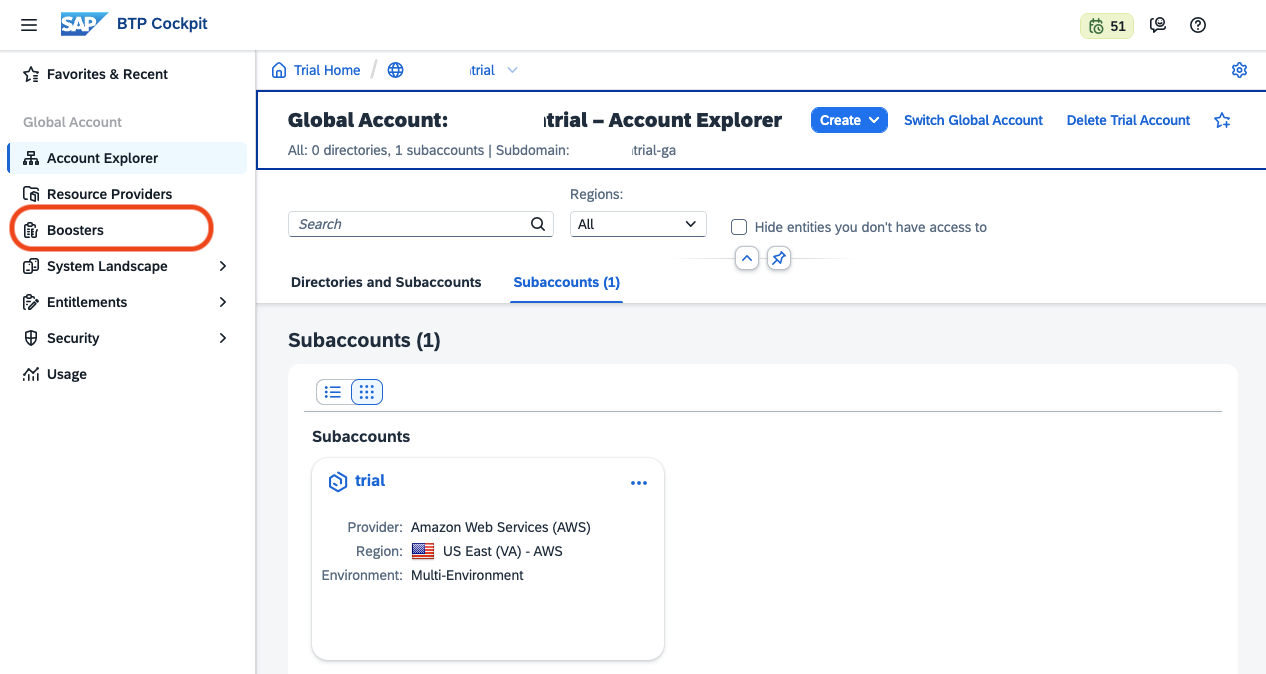 SAP BTP Cockpit
51
Favorites & Recent
Global Account
Account Explorer
Resource Providers
Boosters
System Landscape
Entitlements
Security
Usage
Trial Home / trial
Global Account: trial – Account Explorer
Create
Switch Global Account
Delete Trial Account
All: 0 directories, 1 subaccounts | Subdomain: trial-ga
Regions:
Search
All
Hide entities you don't have access to
Directories and Subaccounts
Subaccounts (1)
Subaccounts (1)
Subaccounts
trial
Provider: Amazon Web Services (AWS)
Region: US East (VA) - AWS
Environment: Multi-Environment